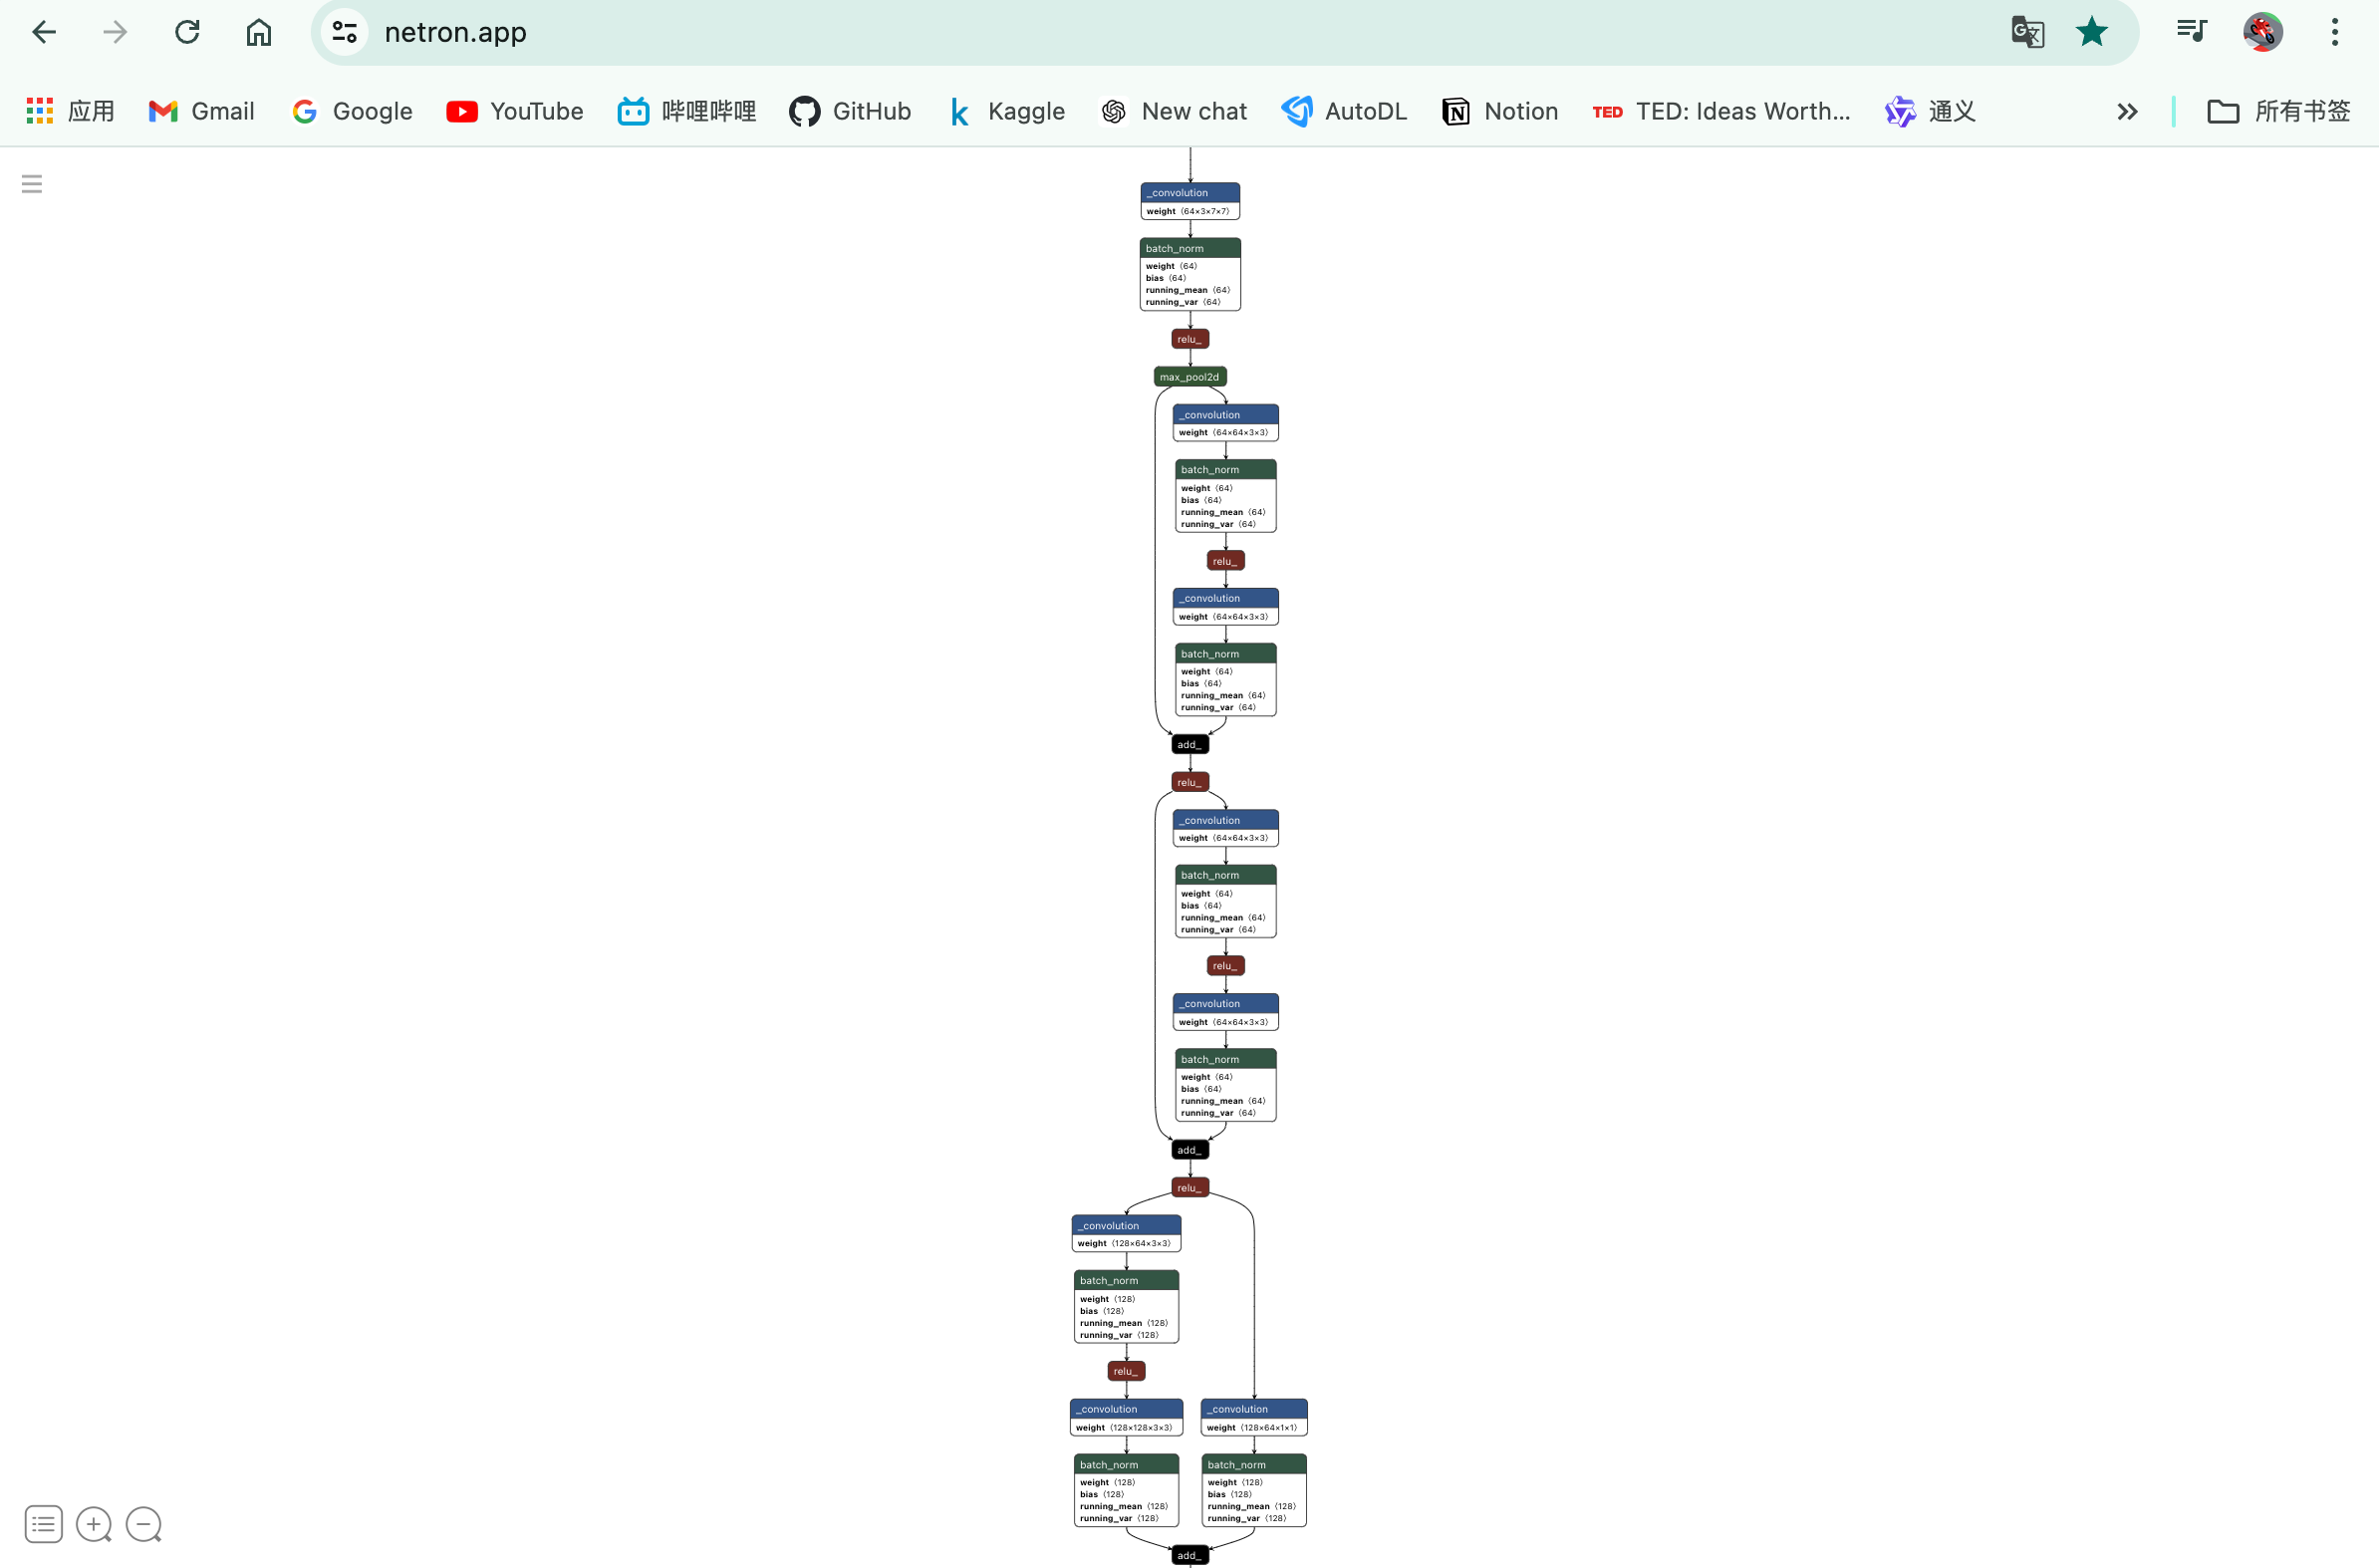 netron.app
应用 Gmail Google YouTube 哔哩哔哩 GitHub Kaggle New chat AutoDL Notion TED TED: Ideas Worth... 通义 所有书签
_convolution
weight ⟨64×3×7×7⟩
batch_norm
weight ⟨64⟩
bias ⟨64⟩
running_mean ⟨64⟩
running_var ⟨64⟩
relu_
max_pool2d
_convolution
weight ⟨64×64×3×3⟩
batch_norm
weight ⟨64⟩
bias ⟨64⟩
running_mean ⟨64⟩
running_var ⟨64⟩
relu_
_convolution
weight ⟨64×64×3×3⟩
batch_norm
weight ⟨64⟩
bias ⟨64⟩
running_mean ⟨64⟩
running_var ⟨64⟩
add_
relu_
_convolution
weight ⟨64×64×3×3⟩
batch_norm
weight ⟨64⟩
bias ⟨64⟩
running_mean ⟨64⟩
running_var ⟨64⟩
relu_
_convolution
weight ⟨64×64×3×3⟩
batch_norm
weight ⟨64⟩
bias ⟨64⟩
running_mean ⟨64⟩
running_var ⟨64⟩
add_
relu_
_convolution
weight ⟨128×64×3×3⟩
batch_norm
weight ⟨128⟩
bias ⟨128⟩
running_mean ⟨128⟩
running_var ⟨128⟩
relu_
_convolution
weight ⟨128×128×3×3⟩
batch_norm
weight ⟨128⟩
bias ⟨128⟩
running_mean ⟨128⟩
running_var ⟨128⟩
_convolution
weight ⟨128×64×1×1⟩
batch_norm
weight ⟨128⟩
bias ⟨128⟩
running_mean ⟨128⟩
running_var ⟨128⟩
add_